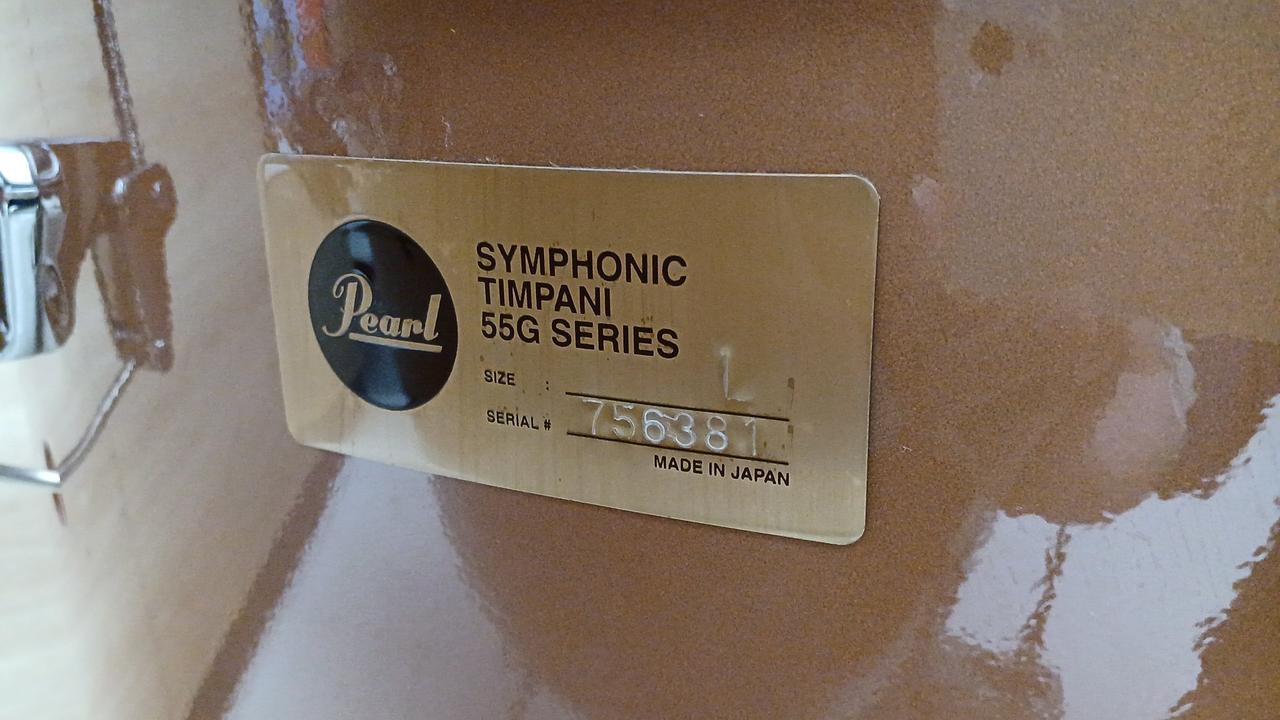 Pearl
SYMPHONIC
TIMPANI
55G SERIES
SIZE : L
SERIAL # 756381
MADE IN JAPAN